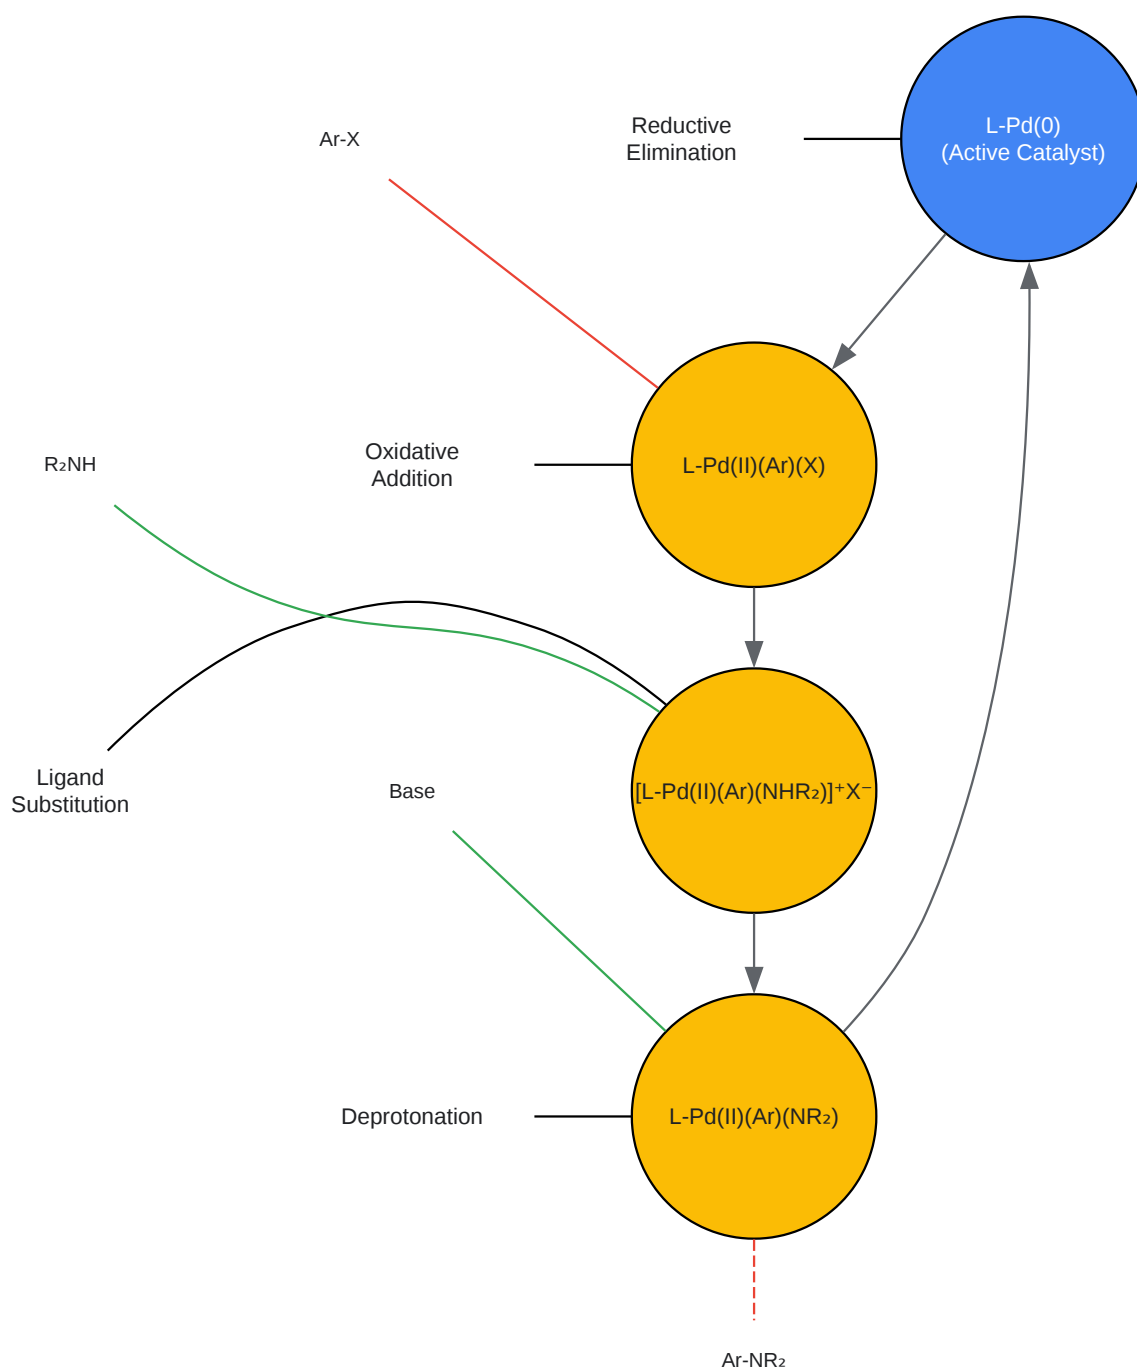 L-Pd(0)
(Active Catalyst)
Reductive
Elimination
Ar-X
Oxidative
Addition
L-Pd(II)(Ar)(X)
R₂NH
Ligand
Substitution
Base
[L-Pd(II)(Ar)(NHR₂)]⁺X⁻
Deprotonation
L-Pd(II)(Ar)(NR₂)
Ar-NR₂